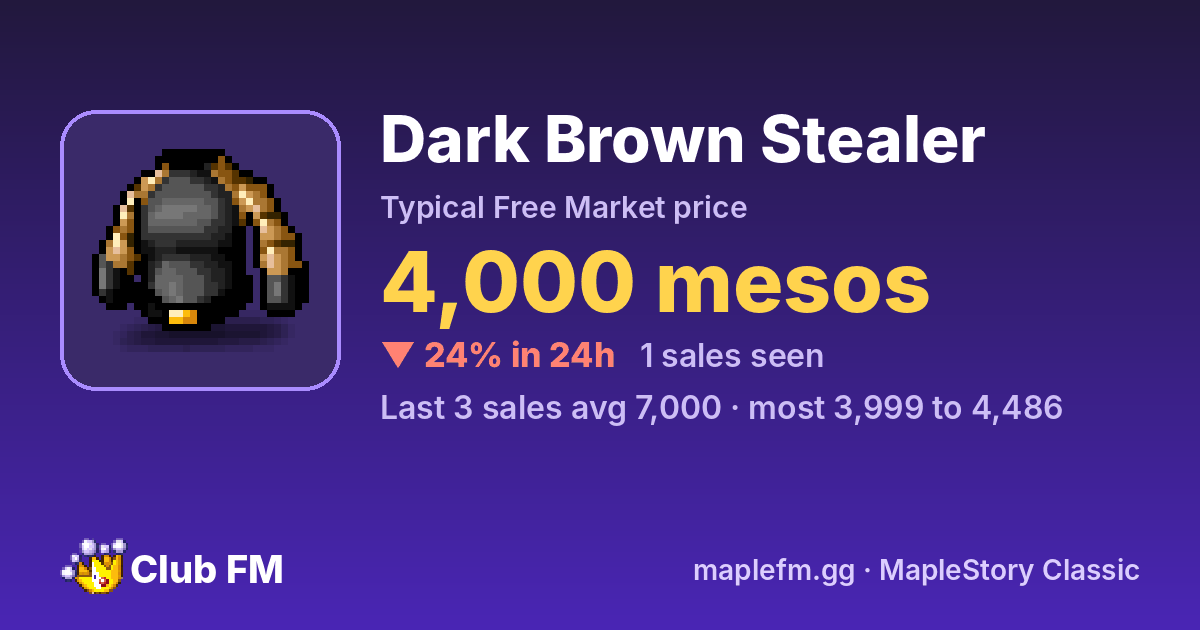 Dark Brown Stealer
Typical Free Market price
4,000 mesos
▼ 24% in 24h 1 sales seen
Last 3 sales avg 7,000 · most 3,999 to 4,486
Club FM
maplefm.gg · MapleStory Classic